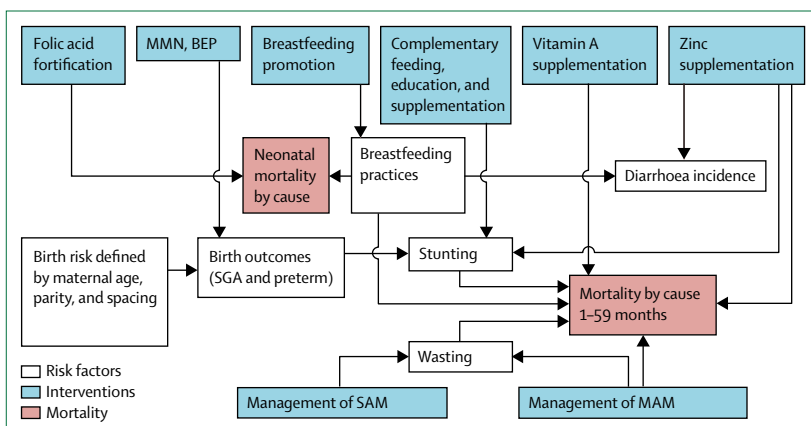 Folic acid
fortification
MMN, BEP
Breastfeeding
promotion
Complementary
feeding,
education, and
supplementation
Vitamin A
supplementation
Zinc
supplementation
Neonatal
mortality
by cause
Breastfeeding
practices
Diarrhoea incidence
Birth risk defined
by maternal age,
parity, and spacing
Birth outcomes
(SGA and preterm)
Stunting
Mortality by cause
1–59 months
Wasting
Risk factors
Interventions
Mortality
Management of SAM
Management of MAM